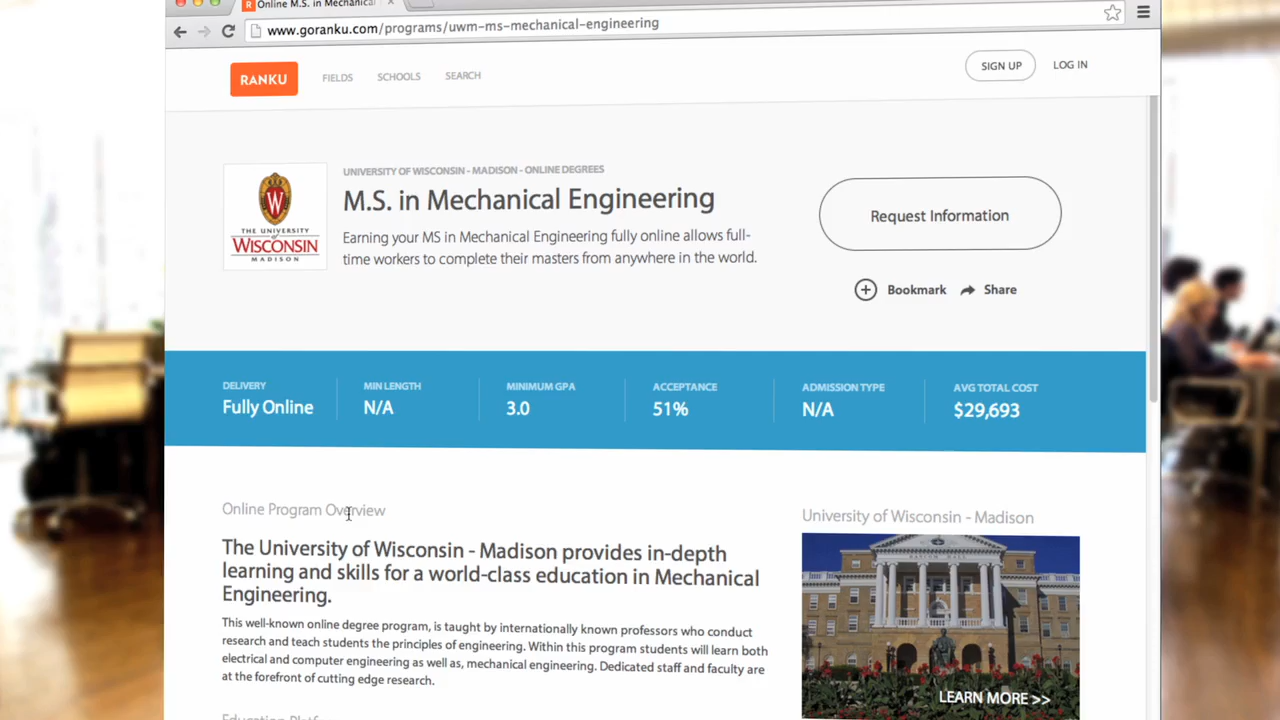 Online M.S. in Mechanical
www.goranku.com/programs/uwm-ms-mechanical-engineering
RANKU
FIELDS
SCHOOLS
SEARCH
SIGN UP
LOG IN
THE UNIVERSITY OF
WISCONSIN
MADISON
UNIVERSITY OF WISCONSIN - MADISON - ONLINE DEGREES
M.S. in Mechanical Engineering
Earning your MS in Mechanical Engineering fully online allows full-
time workers to complete their masters from anywhere in the world.
Request Information
Bookmark
Share
DELIVERY
Fully Online
MIN LENGTH
N/A
MINIMUM GPA
3.0
ACCEPTANCE
51%
ADMISSION TYPE
N/A
AVG TOTAL COST
$29,693
Online Program Overview
The University of Wisconsin - Madison provides in-depth
learning and skills for a world-class education in Mechanical
Engineering.
This well-known online degree program, is taught by internationally known professors who conduct
research and teach students the principles of engineering. Within this program students will learn both
electrical and computer engineering as well as, mechanical engineering. Dedicated staff and faculty are
at the forefront of cutting edge research.
University of Wisconsin - Madison
LEARN MORE >>